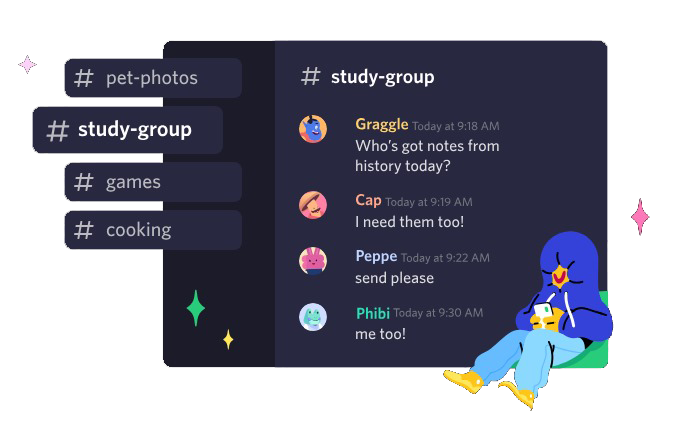 # pet-photos
# study-group
# games
# cooking
# study-group
Graggle Today at 9:18 AM
Who's got notes from
history today?
Cap Today at 9:19 AM
I need them too!
Peppe Today at 9:22 AM
send please
Phibi Today at 9:30 AM
me too!